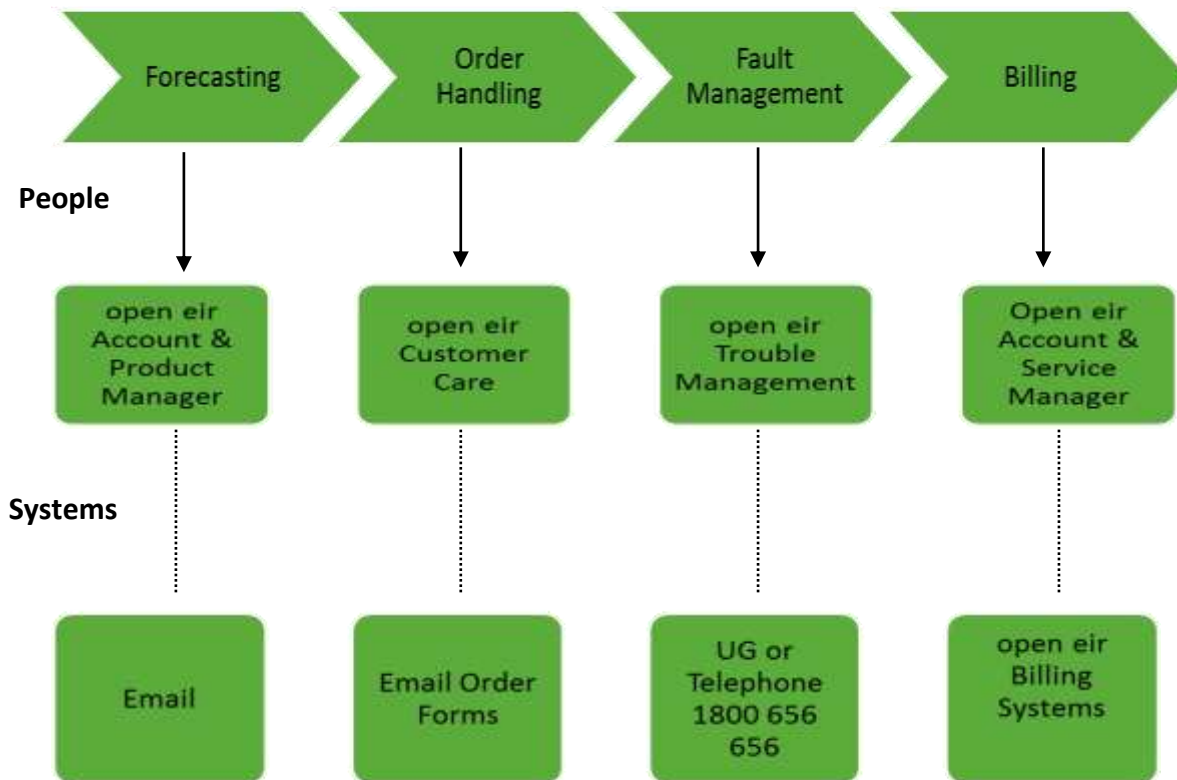 Forecasting
Order
Handling
Fault
Management
Billing
People
open eir
Account &
Product
Manager
open eir
Customer
Care
open eir
Trouble
Management
Open eir
Account &
Service
Manager
Systems
Email
Email Order
Forms
UG or
Telephone
1800 656
656
open eir
Billing
Systems